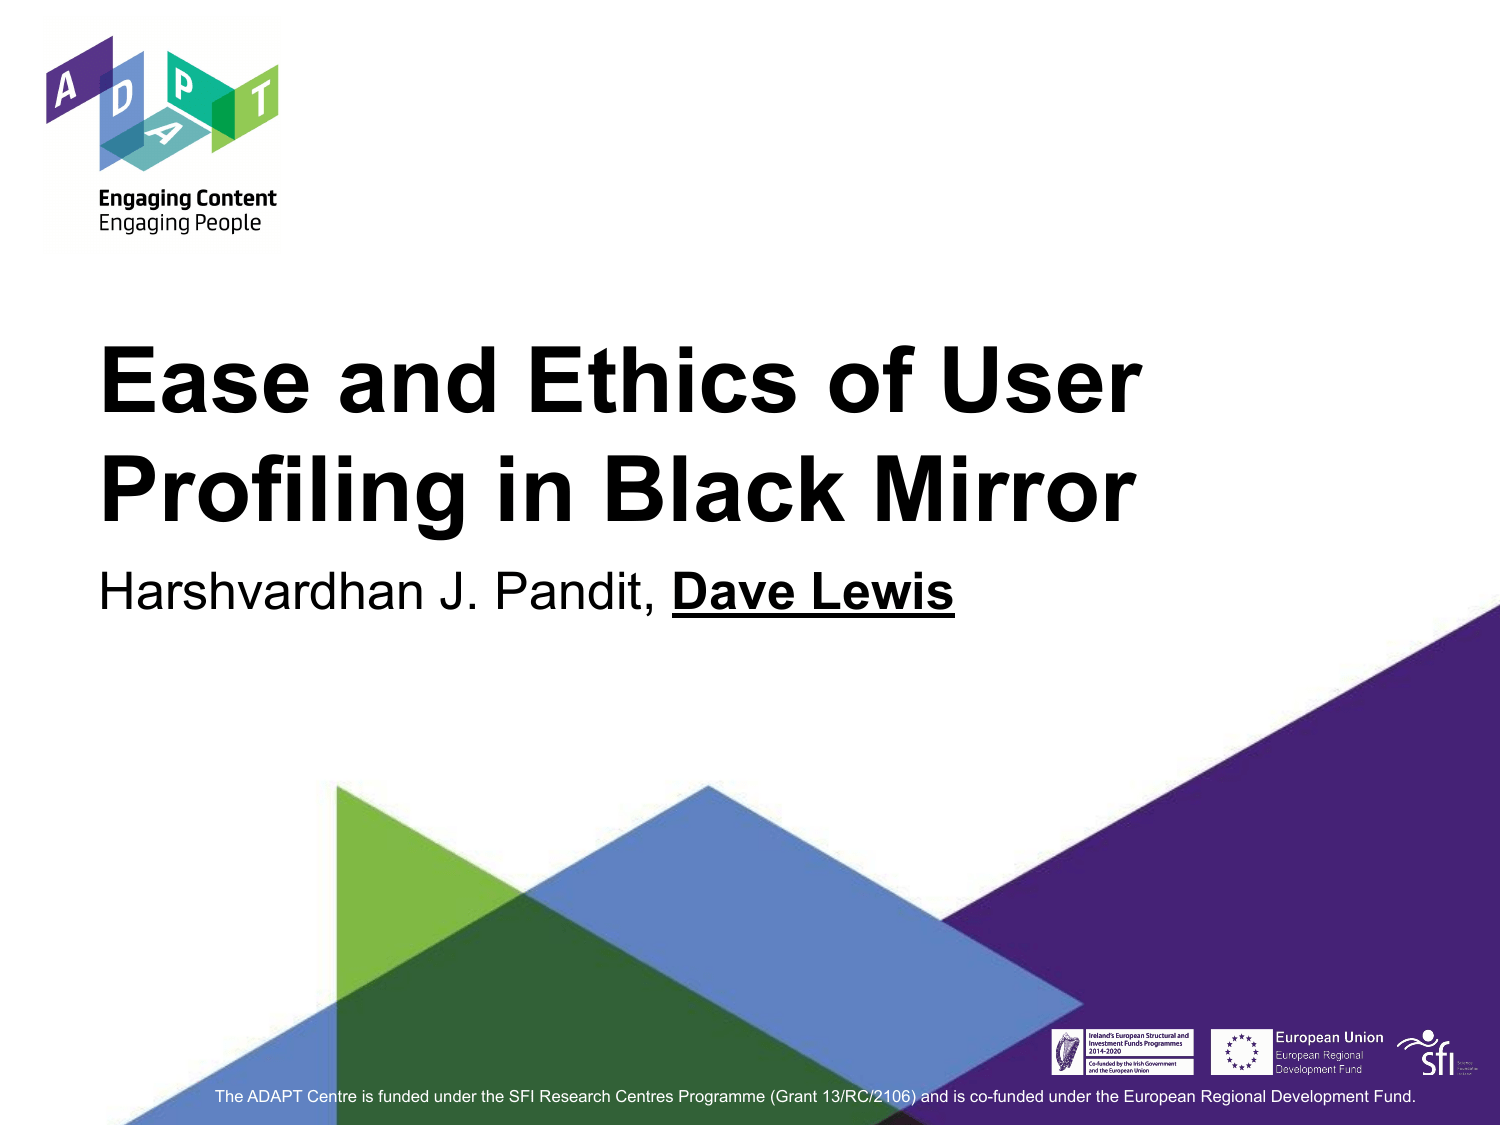 ADAPT
Engaging Content
Engaging People
Ease and Ethics of User
Profiling in Black Mirror
Harshvardhan J. Pandit, Dave Lewis
Ireland's European Structural and
Investment Funds Programmes
2014-2020
Co-funded by the Irish Government
and the European Union
European Union
European Regional
Development Fund
sfi
The ADAPT Centre is funded under the SFI Research Centres Programme (Grant 13/RC/2106) and is co-funded under the European Regional Development Fund.